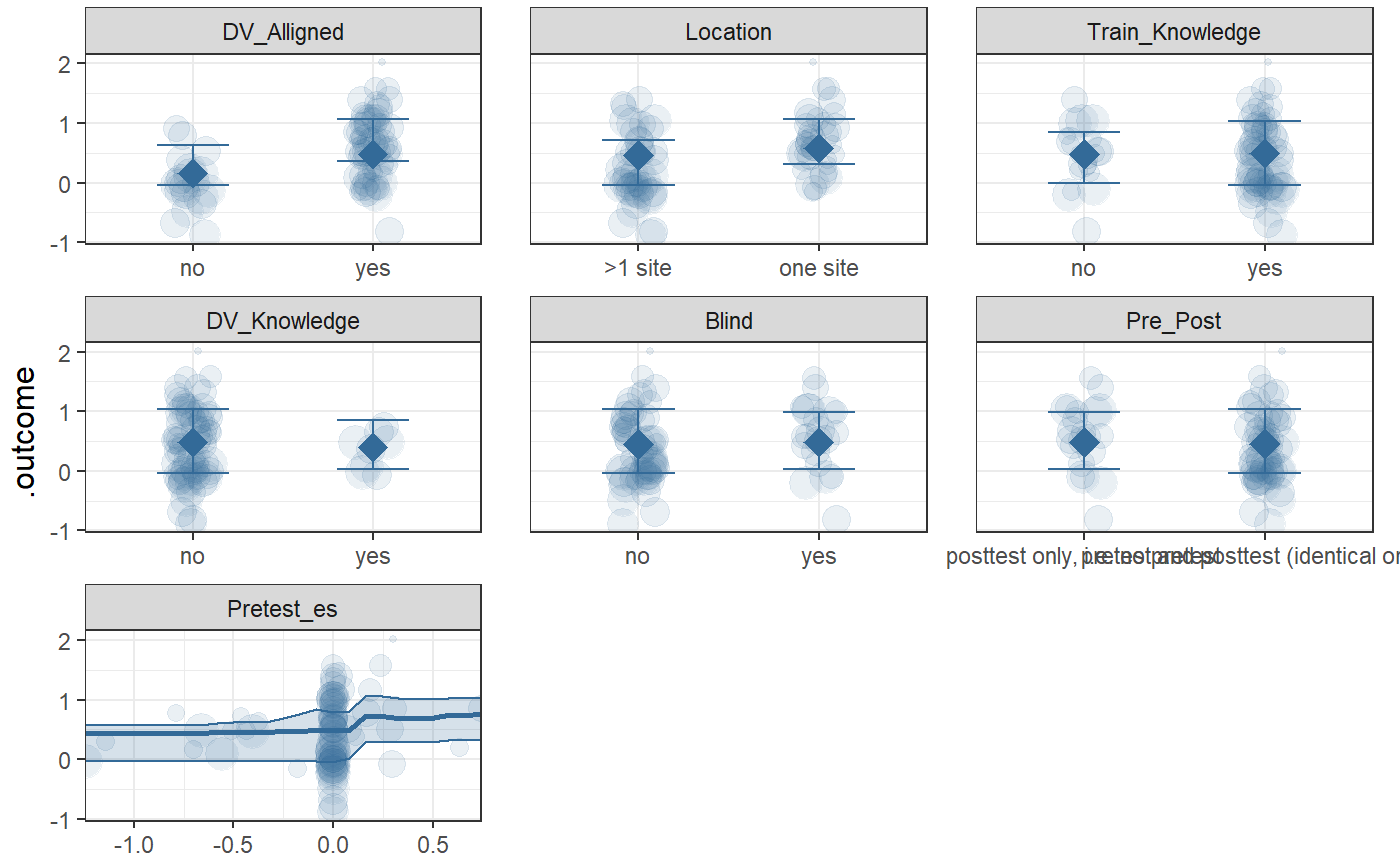 DV_Alligned
Location
Train_Knowledge
2
1
0
-1
no
yes
>1 site
one site
no
yes
DV_Knowledge
Blind
Pre_Post
.outcome
2
1
0
-1
no
yes
no
yes
posttest only, i.e. no pretest
pretest and posttest (identical or
Pretest_es
2
1
0
-1
-1.0
-0.5
0.0
0.5